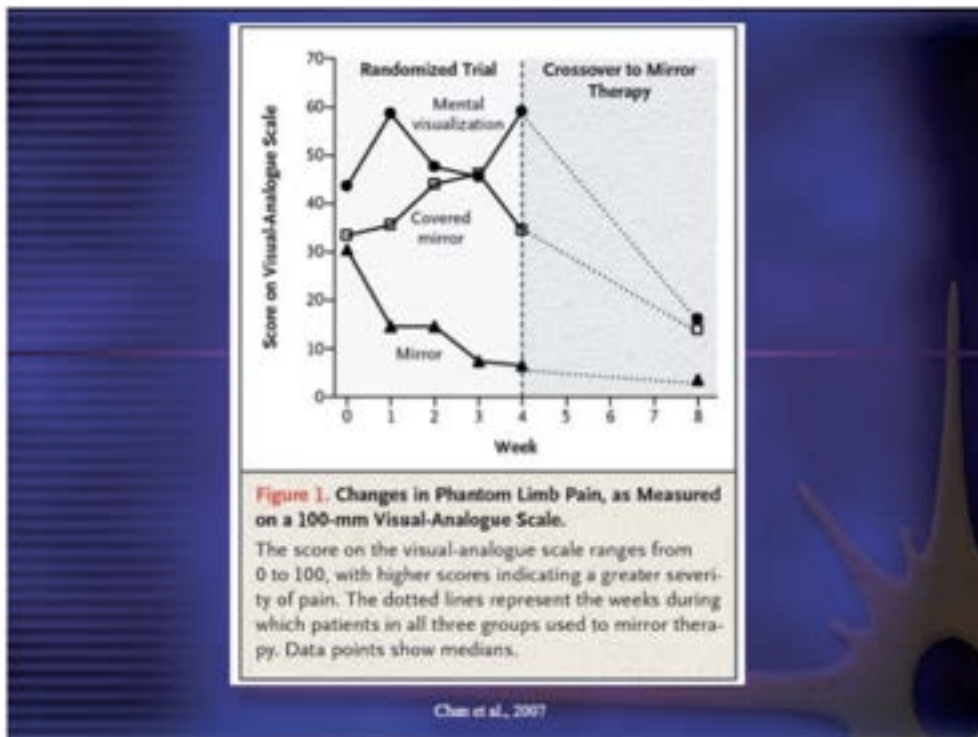 70
Randomized Trial
Crossover to Mirror
Therapy
60
Mental
visualization
50
40
Covered
mirror
30
20
10
Mirror
0
Score on Visual-Analogue Scale
0 1 2 3 4 5 6 7 8
Week
Figure 1. Changes in Phantom Limb Pain, as Measured
on a 100-mm Visual-Analogue Scale.
The score on the visual-analogue scale ranges from
0 to 100, with higher scores indicating a greater severi-
ty of pain. The dotted lines represent the weeks during
which patients in all three groups used to mirror thera-
py. Data points show medians.
Chan et al., 2007